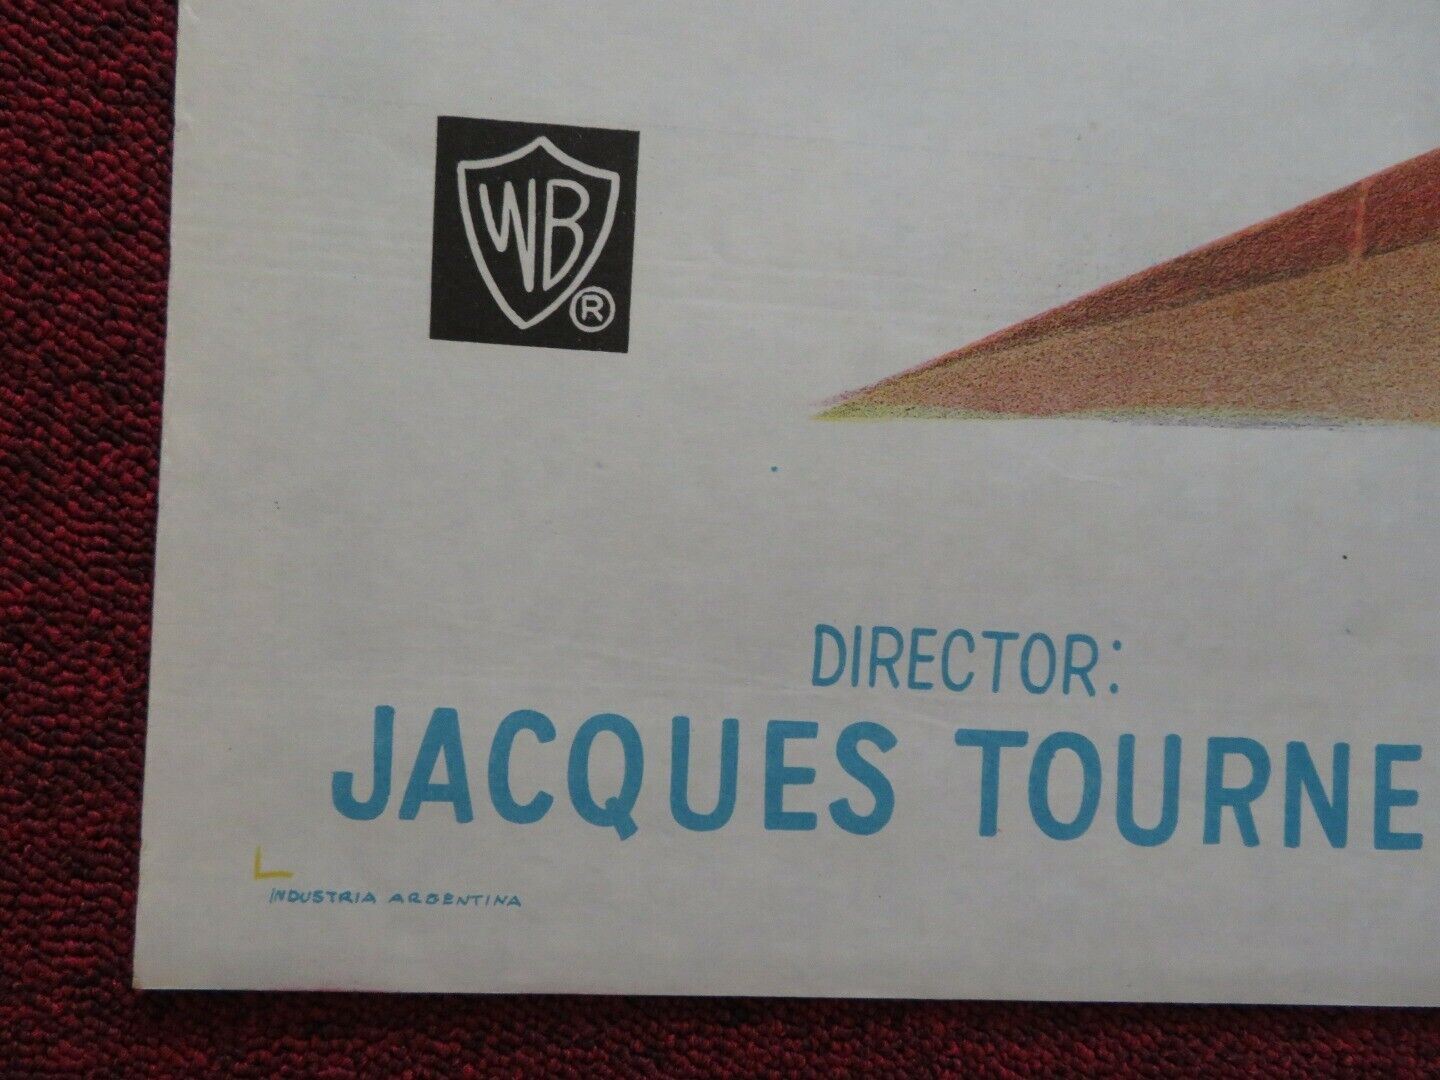 WB
®
DIRECTOR:
JACQUES TOURNE
INDUSTRIA ARGENTINA